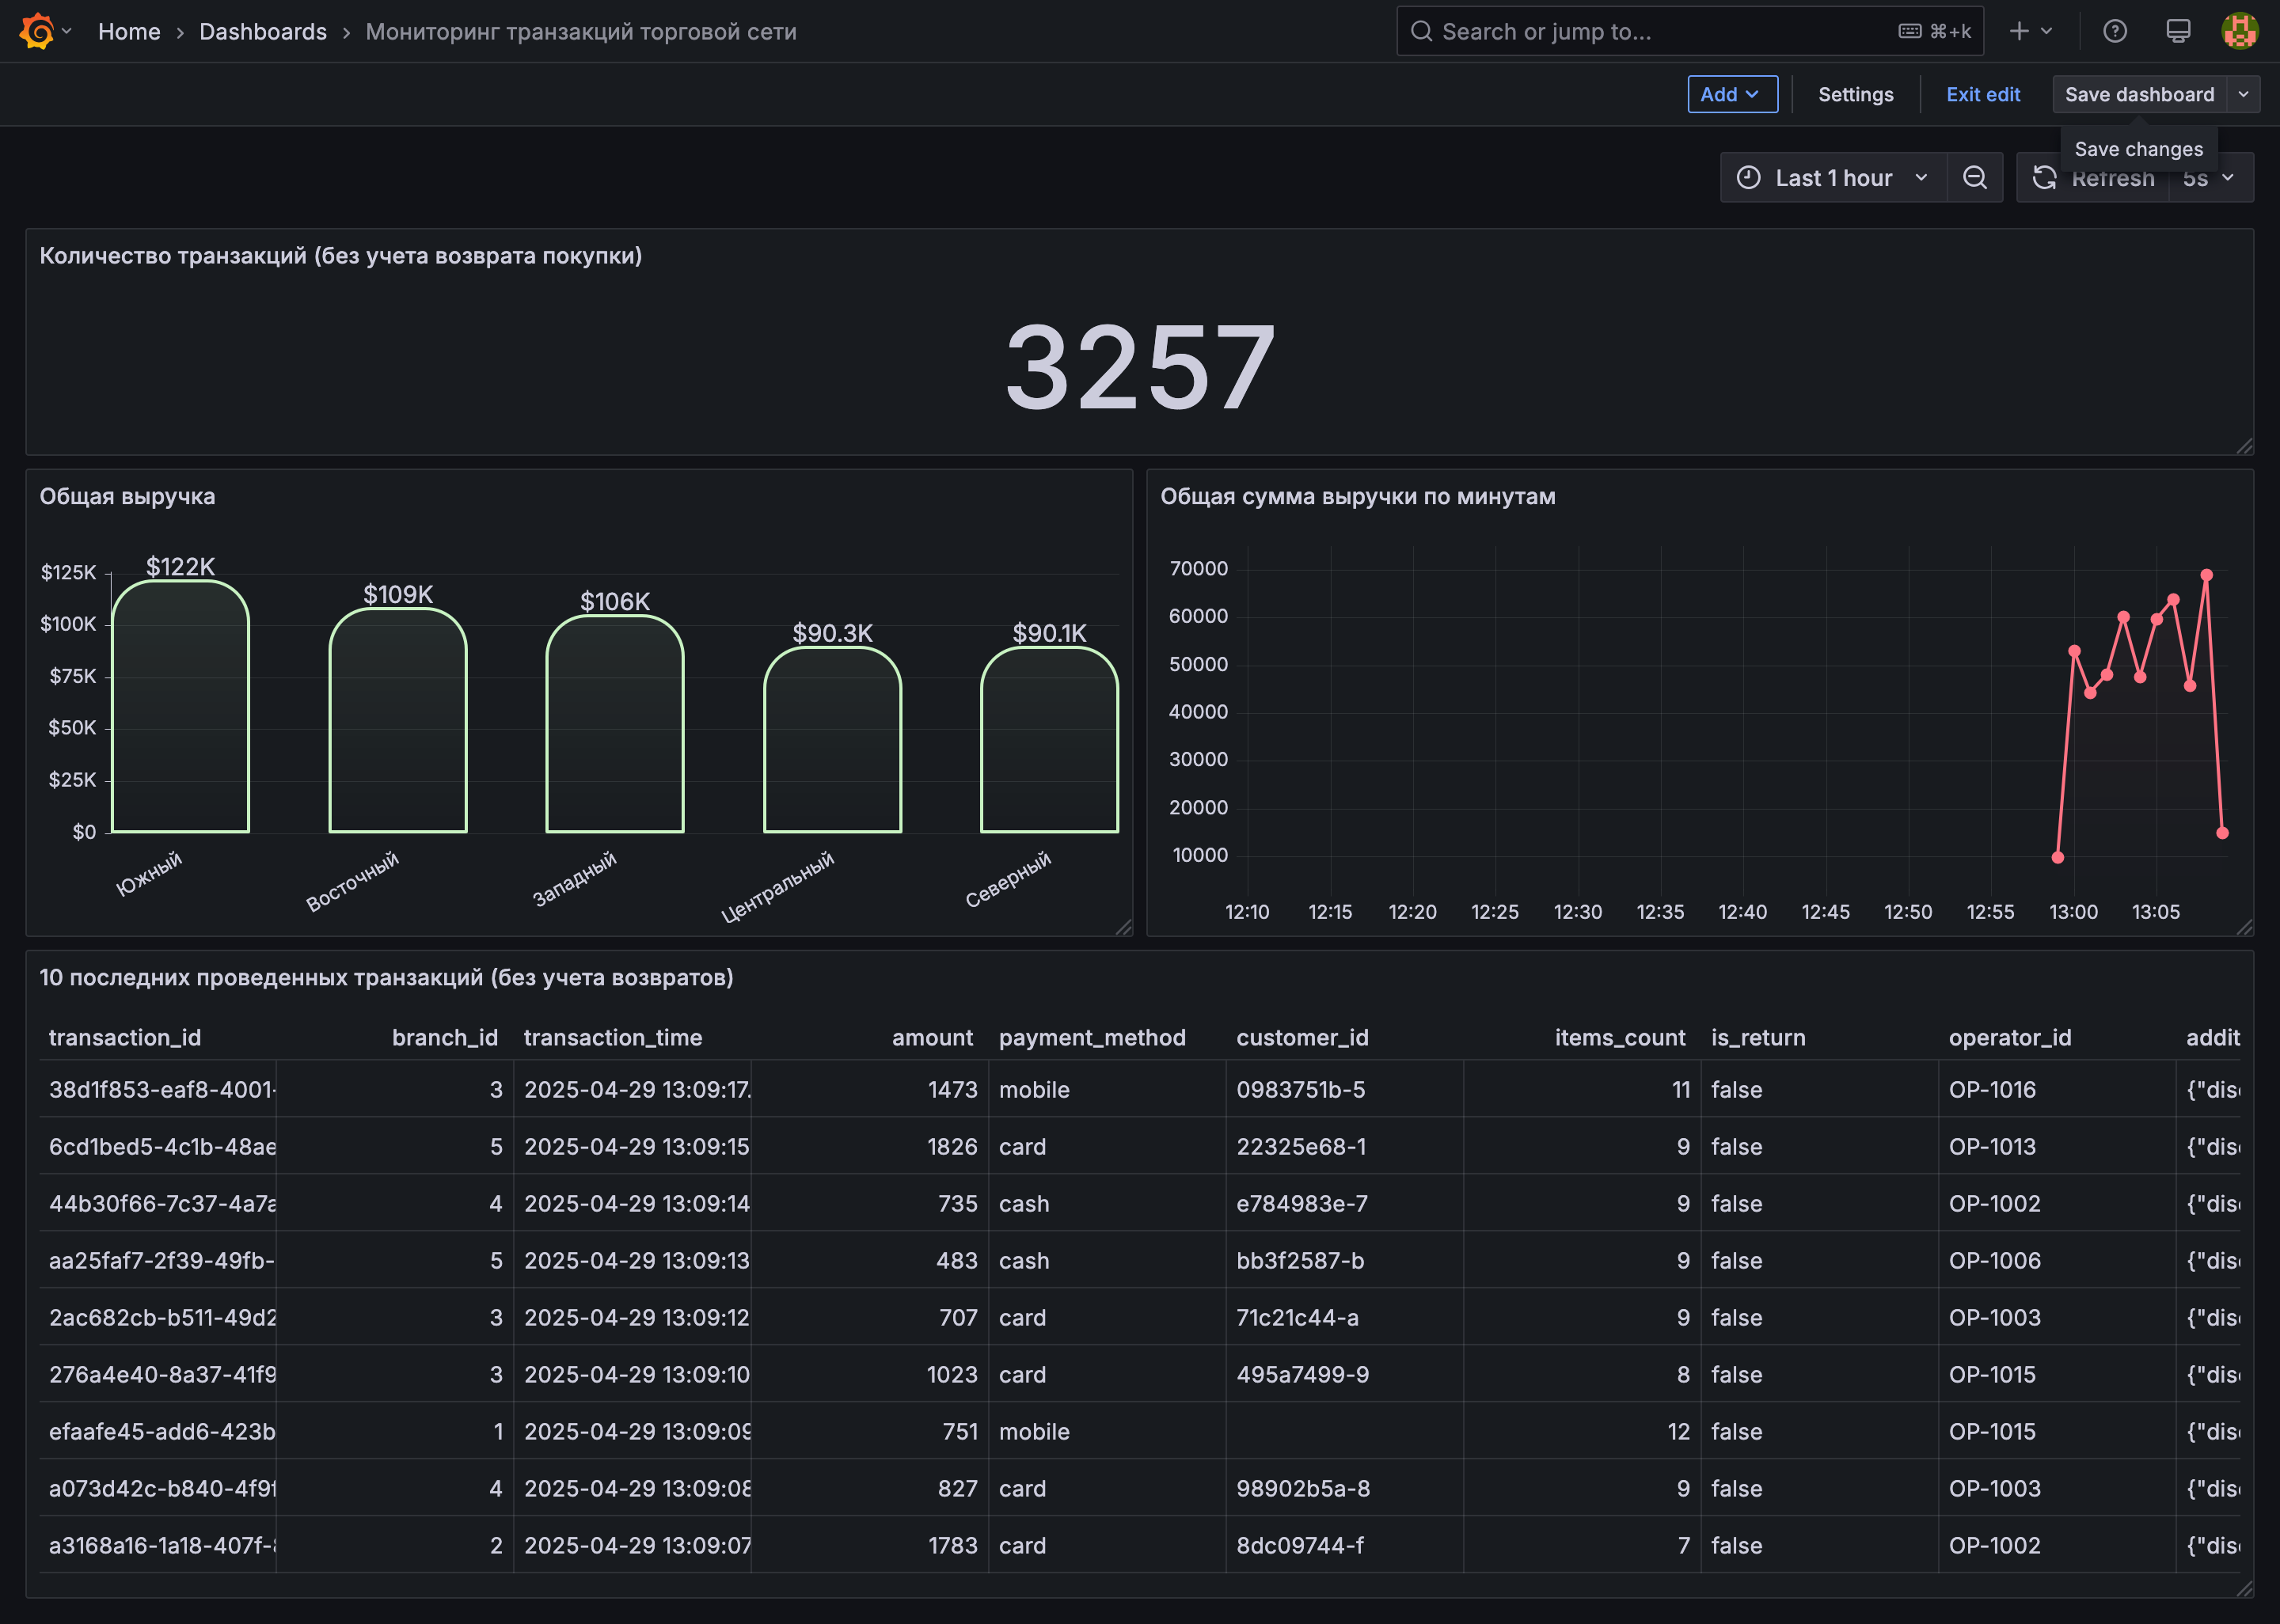 Home › Dashboards › Мониторинг транзакций торговой сети
Search or jump to...
⌘+k
Add
Settings
Exit edit
Save dashboard
Save changes
Last 1 hour
Refresh
5s
Количество транзакций (без учета возврата покупки)
3257
Общая выручка
$125K
$100K
$75K
$50K
$25K
$0
$122K
$109K
$106K
$90.3K
$90.1K
Южный
Восточный
Западный
Центральный
Северный
Общая сумма выручки по минутам
70000
60000
50000
40000
30000
20000
10000
12:10 12:15 12:20 12:25 12:30 12:35 12:40 12:45 12:50 12:55 13:00 13:05
10 последних проведенных транзакций (без учета возвратов)
transaction_id branch_id transaction_time amount payment_method customer_id items_count is_return operator_id addit
38d1f853-eaf8-4001- 3 2025-04-29 13:09:17. 1473 mobile 0983751b-5 11 false OP-1016 {"dis
6cd1bed5-4c1b-48ae 5 2025-04-29 13:09:15 1826 card 22325e68-1 9 false OP-1013 {"dis
44b30f66-7c37-4a7a 4 2025-04-29 13:09:14 735 cash e784983e-7 9 false OP-1002 {"dis
aa25faf7-2f39-49fb- 5 2025-04-29 13:09:13 483 cash bb3f2587-b 9 false OP-1006 {"dis
2ac682cb-b511-49d2 3 2025-04-29 13:09:12 707 card 71c21c44-a 9 false OP-1003 {"dis
276a4e40-8a37-41f9 3 2025-04-29 13:09:10 1023 card 495a7499-9 8 false OP-1015 {"dis
efaafe45-add6-423b 1 2025-04-29 13:09:09 751 mobile 12 false OP-1015 {"dis
a073d42c-b840-4f9f 4 2025-04-29 13:09:08 827 card 98902b5a-8 9 false OP-1003 {"dis
a3168a16-1a18-407f- 2 2025-04-29 13:09:07 1783 card 8dc09744-f 7 false OP-1002 {"dis